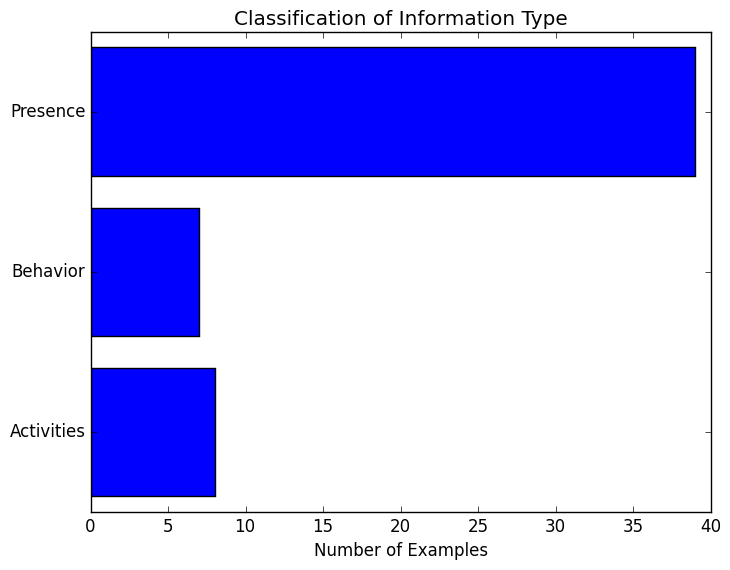 Classification of Information Type
Presence
Behavior
Activities
0 5 10 15 20 25 30 35 40
Number of Examples